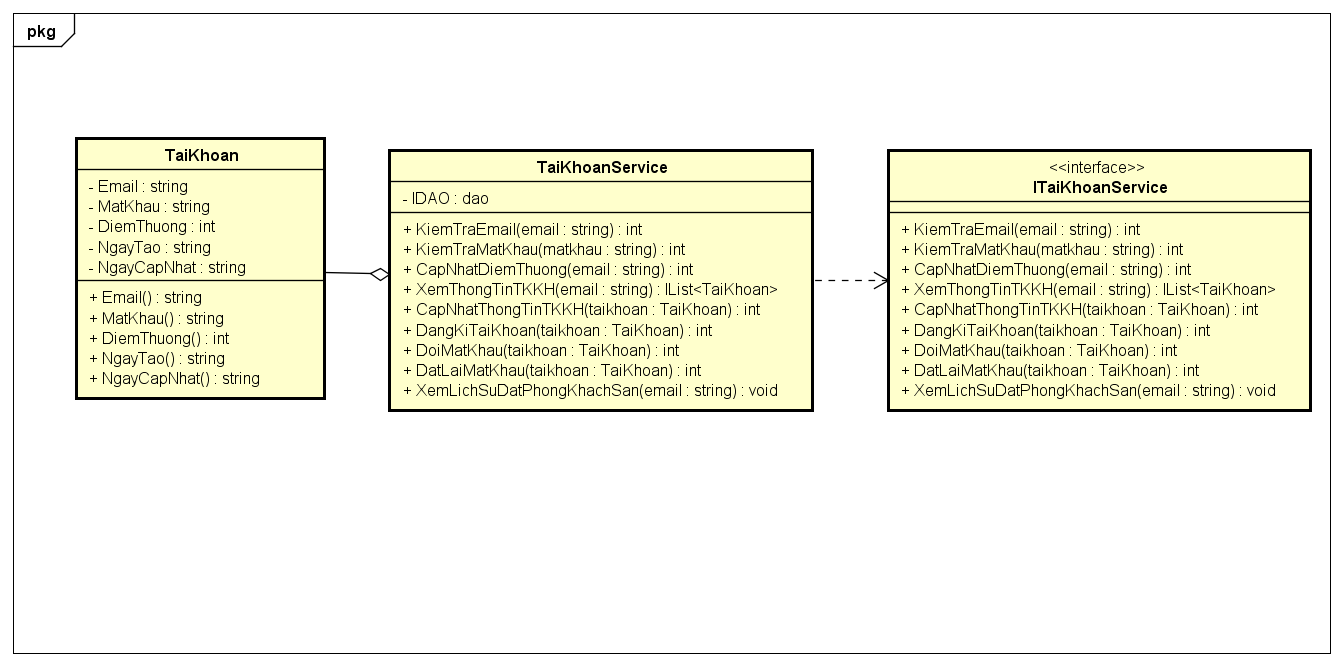 pkg
TaiKhoan
- Email : string
- MatKhau : string
- DiemThuong : int
- NgayTao : string
- NgayCapNhat : string
+ Email() : string
+ MatKhau() : string
+ DiemThuong() : int
+ NgayTao() : string
+ NgayCapNhat() : string
TaiKhoanService
- IDAO : dao
+ KiemTraEmail(email : string) : int
+ KiemTraMatKhau(matkhau : string) : int
+ CapNhatDiemThuong(email : string) : int
+ XemThongTinTKKH(email : string) : IList<TaiKhoan>
+ CapNhatThongTinTKKH(taikhoan : TaiKhoan) : int
+ DangKiTaiKhoan(taikhoan : TaiKhoan) : int
+ DoiMatKhau(taikhoan : TaiKhoan) : int
+ DatLaiMatKhau(taikhoan : TaiKhoan) : int
+ XemLichSuDatPhongKhachSan(email : string) : void
<<interface>>
ITaiKhoanService
+ KiemTraEmail(email : string) : int
+ KiemTraMatKhau(matkhau : string) : int
+ CapNhatDiemThuong(email : string) : int
+ XemThongTinTKKH(email : string) : IList<TaiKhoan>
+ CapNhatThongTinTKKH(taikhoan : TaiKhoan) : int
+ DangKiTaiKhoan(taikhoan : TaiKhoan) : int
+ DoiMatKhau(taikhoan : TaiKhoan) : int
+ DatLaiMatKhau(taikhoan : TaiKhoan) : int
+ XemLichSuDatPhongKhachSan(email : string) : void